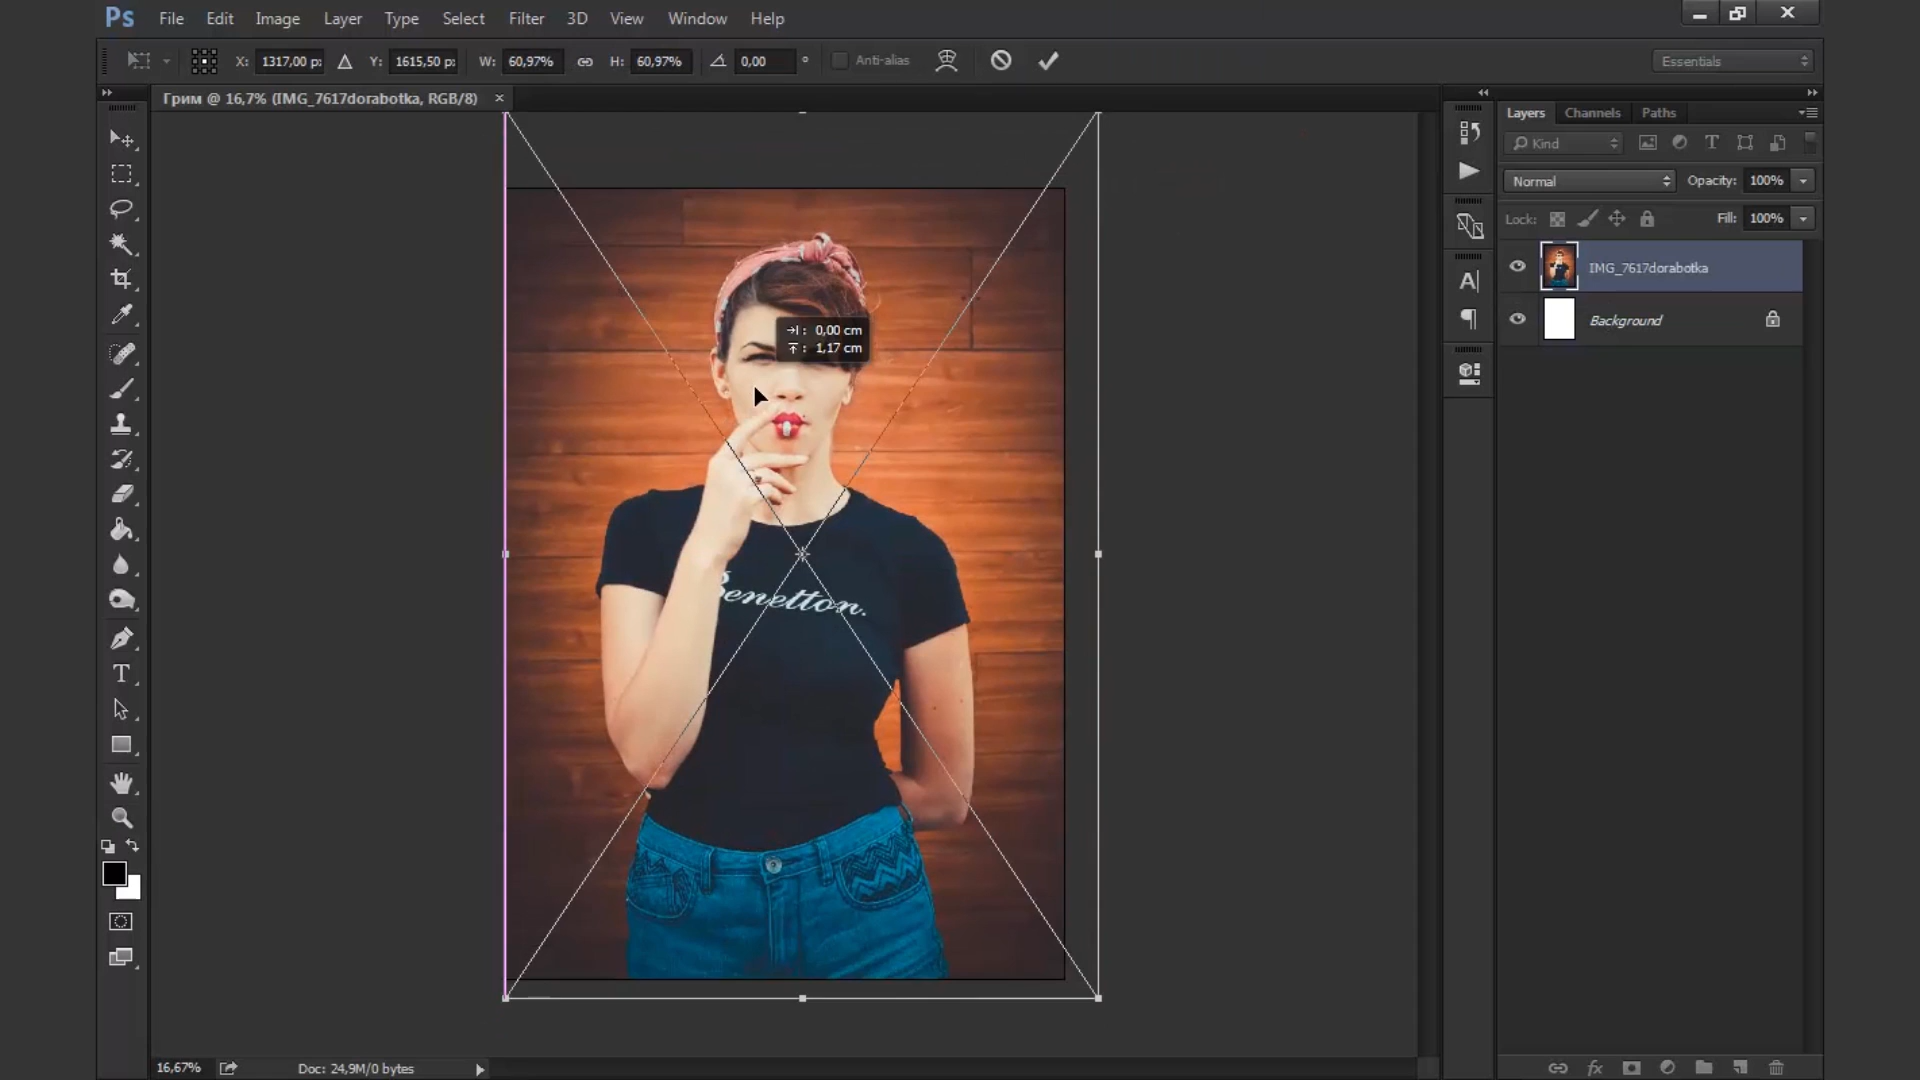 Ps File Edit Image Layer Type Select Filter 3D View Window Help
X: 1317,00 p: Y: 1615,50 p: W: 60,97% H: 60,97% 0,00 ° Anti-alias Essentials
Грим @ 16,7% (IMG_7617dorabotka, RGB/8) ×
Layers Channels Paths
Kind
Normal Opacity: 100%
Lock: Fill: 100%
IMG_7617dorabotka
Background
: 0,00 cm
: 1,17 cm
Benetton.
16,67% Doc: 24,9M/0 bytes